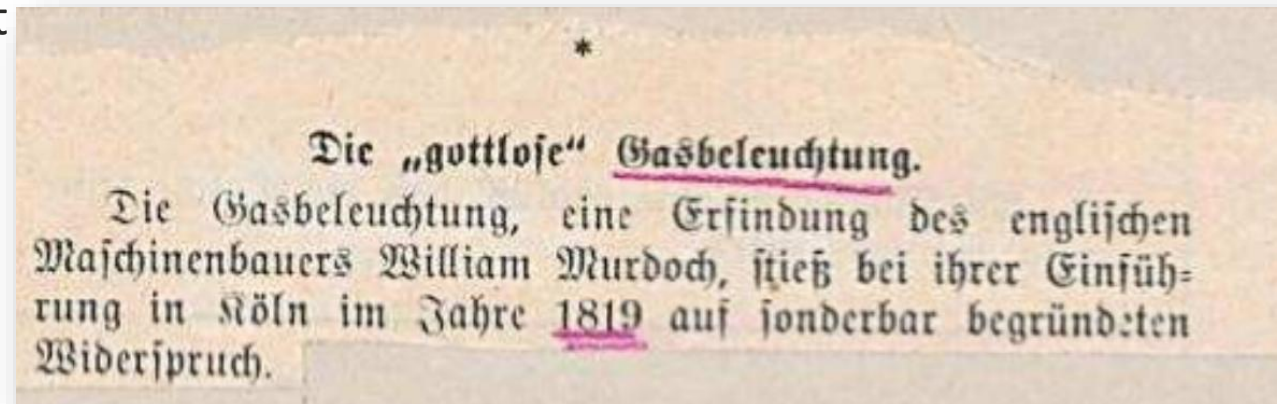 t
*
Die „gottlose“ Gasbeleuchtung.
Die Gasbeleuchtung, eine Erfindung des englischen
Maschinenbauers William Murdoch, stieß bei ihrer Einfüh-
rung in Köln im Jahre 1819 auf sonderbar begründeten
Widerspruch.